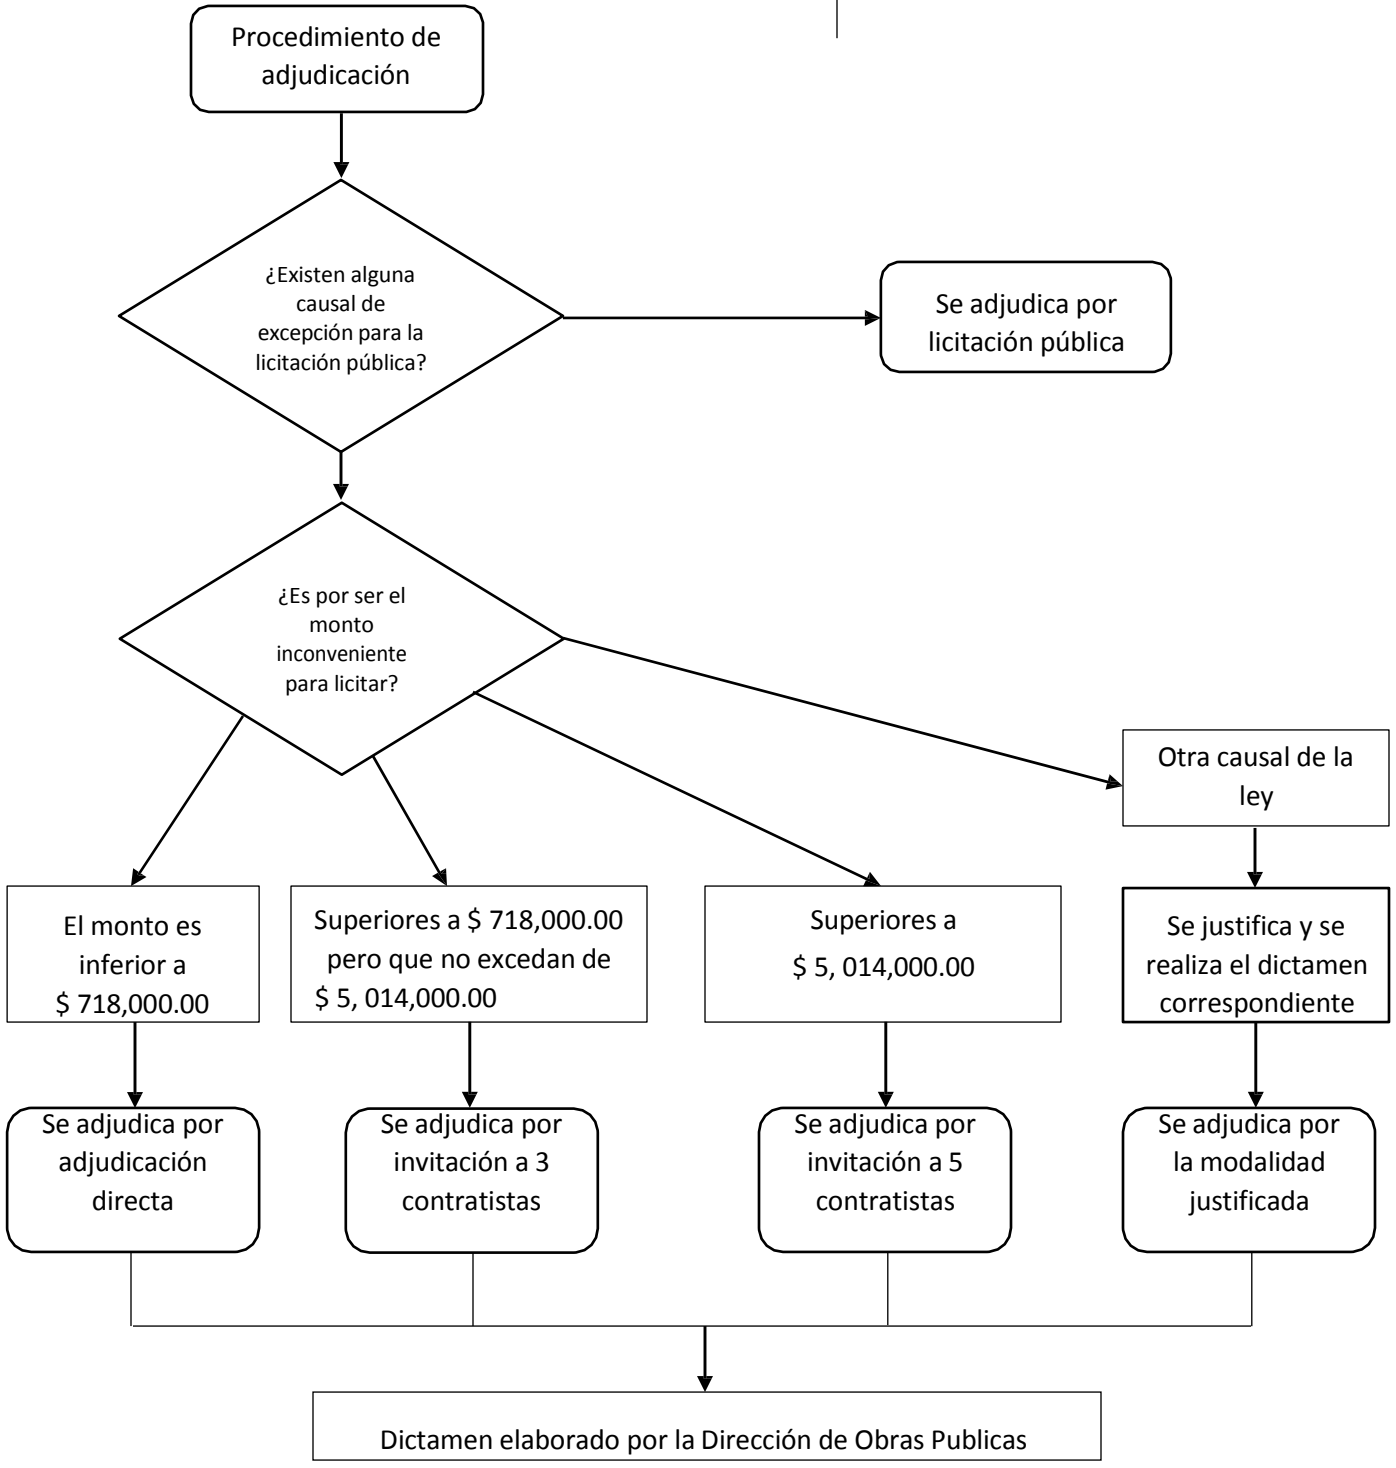 Procedimiento de
adjudicación
¿Existen alguna
causal de
excepción para la
licitación pública?
Se adjudica por
licitación pública
¿Es por ser el
monto
inconveniente
para licitar?
Otra causal de la
ley
El monto es
inferior a
$ 718,000.00
Superiores a $ 718,000.00
pero que no excedan de
$ 5, 014,000.00
Superiores a
$ 5, 014,000.00
Se justifica y se
realiza el dictamen
correspondiente
Se adjudica por
adjudicación
directa
Se adjudica por
invitación a 3
contratistas
Se adjudica por
invitación a 5
contratistas
Se adjudica por
la modalidad
justificada
Dictamen elaborado por la Dirección de Obras Publicas